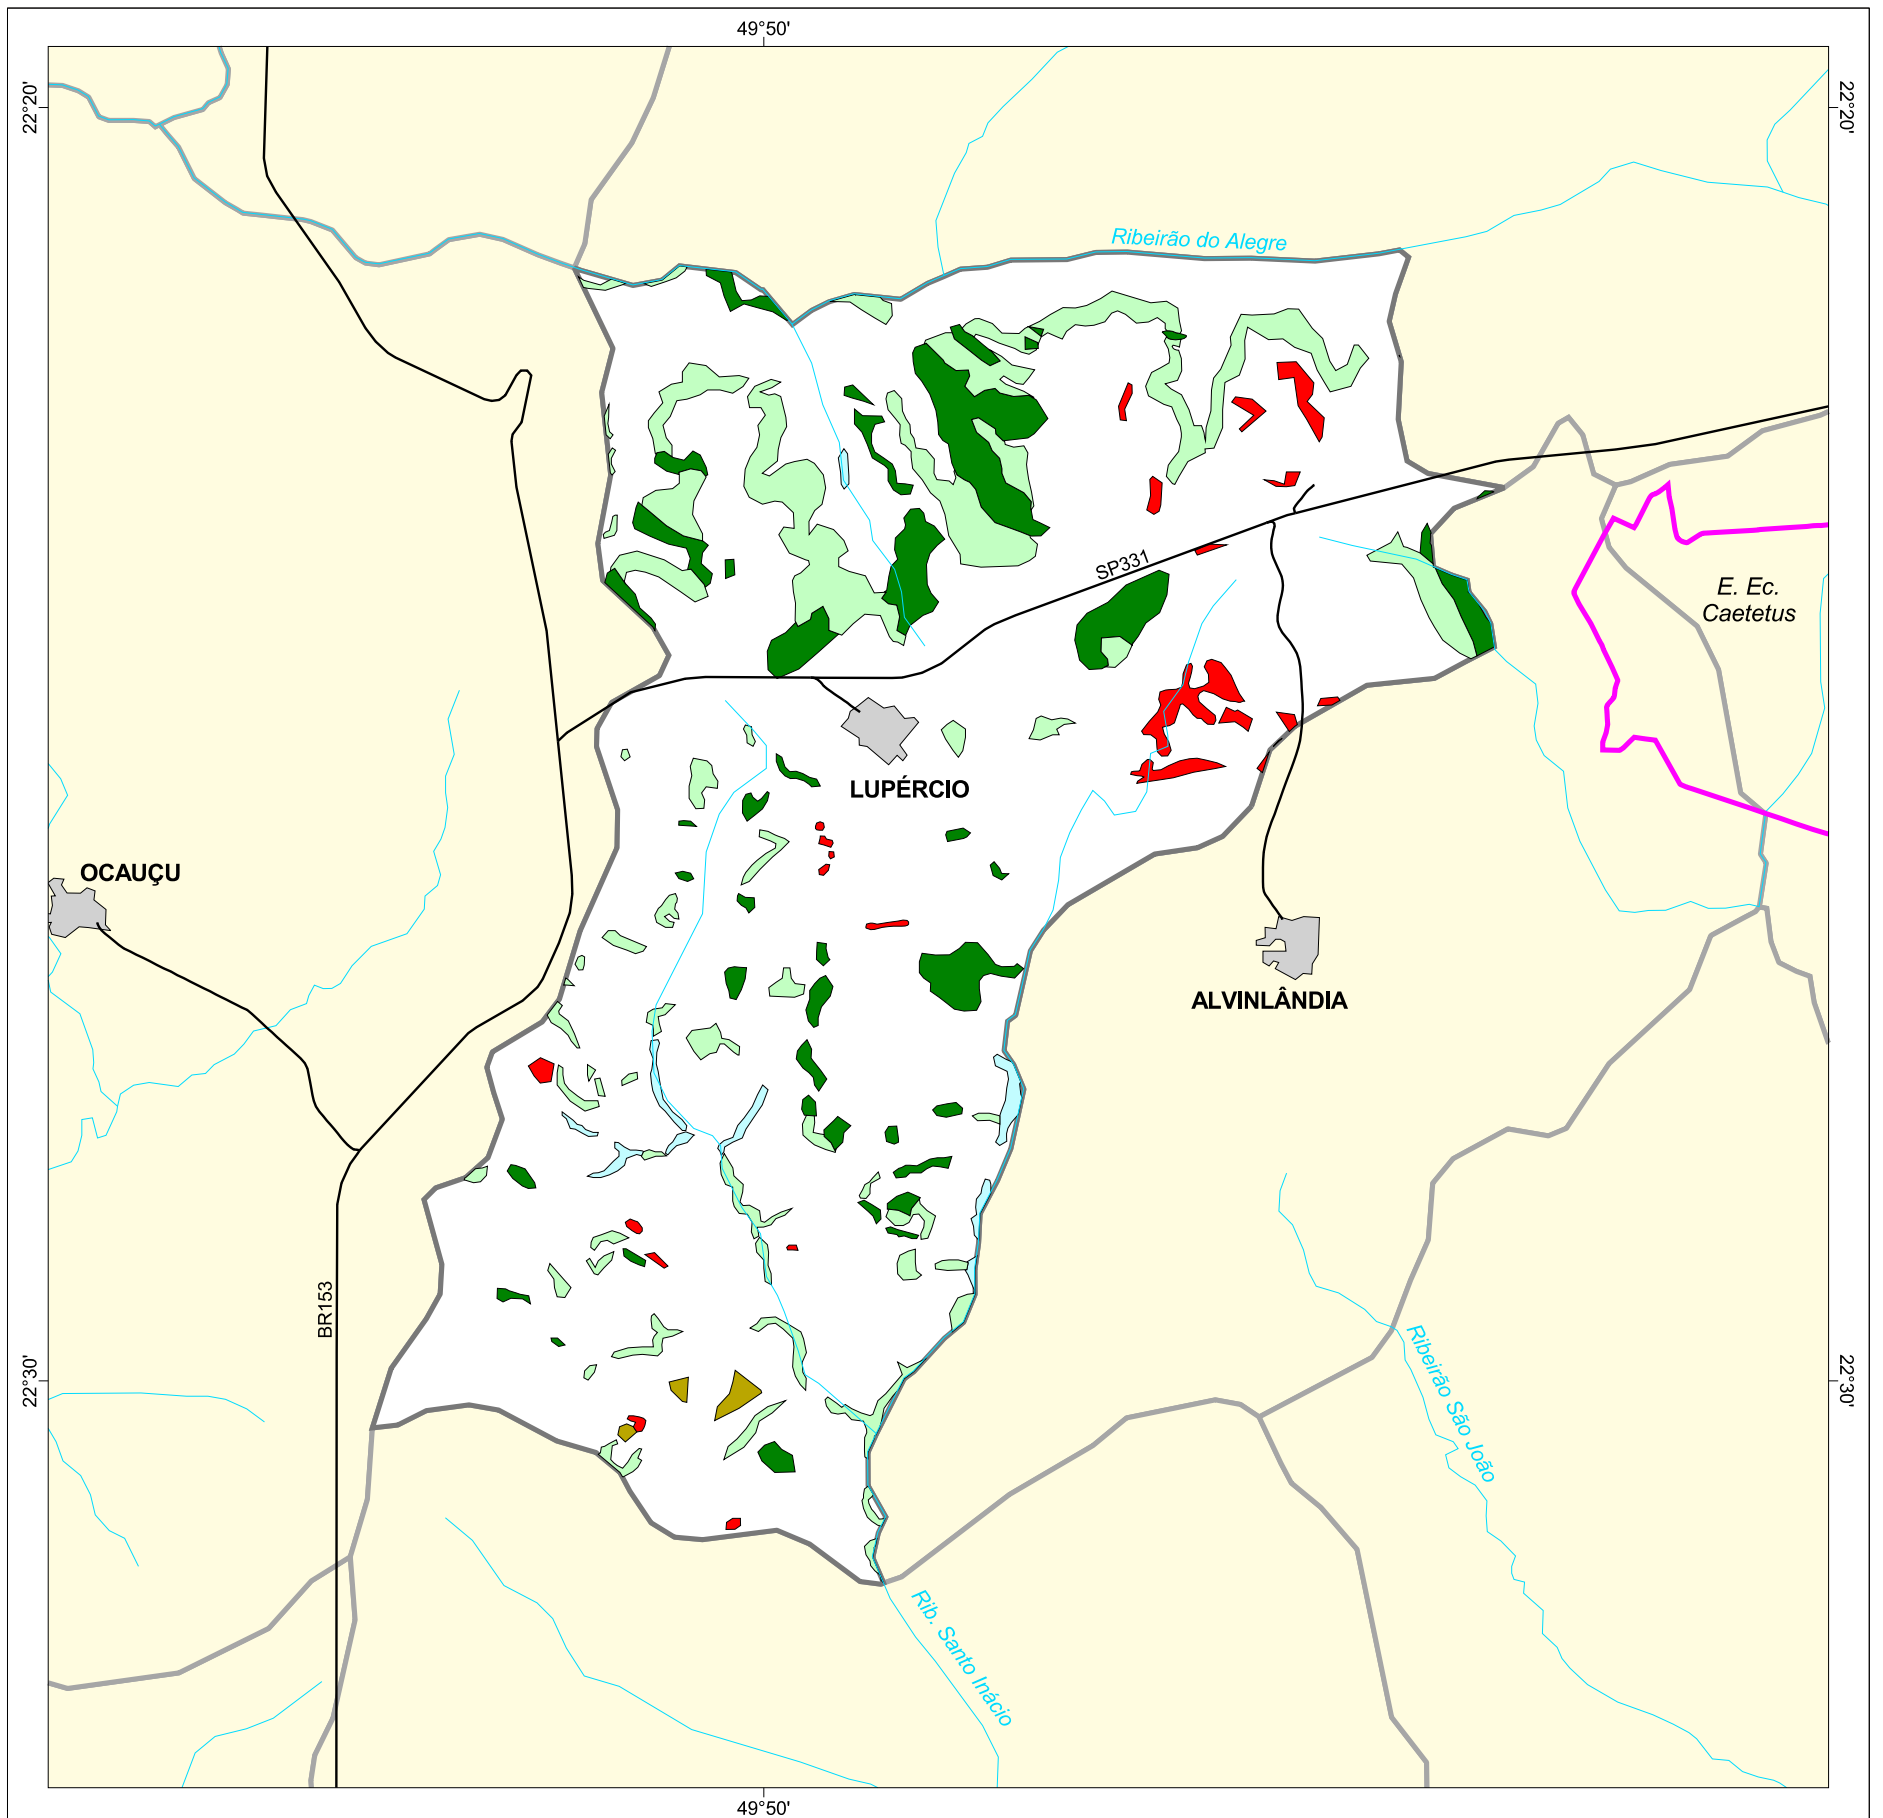 49°50'
22°20'
22°20'
Ribeirão do Alegre
SP331
E. Ec.
Caetetus
LUPÉRCIO
OCAUÇU
ALVINLÂNDIA
BR153
22°30'
22°30'
Ribeirão São João
Rib. Santo Inácio
49°50'